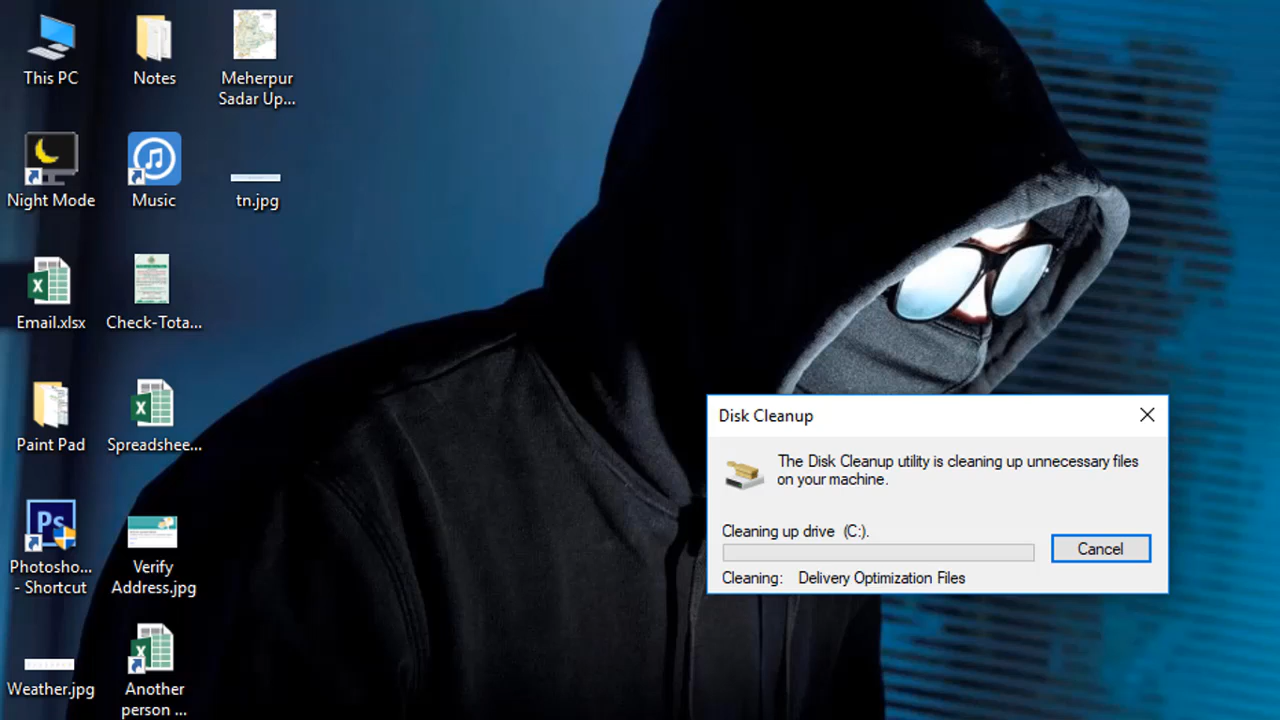 This PC
Notes
Meherpur
Sadar Up...
Night Mode
Music
tn.jpg
Email.xlsx
Check-Tota...
Paint Pad
Spreadshee...
Ps
Photosho...
- Shortcut
Verify
Address.jpg
Weather.jpg
Another
person ...
Disk Cleanup
The Disk Cleanup utility is cleaning up unnecessary files
on your machine.
Cleaning up drive (C:).
Cancel
Cleaning: Delivery Optimization Files